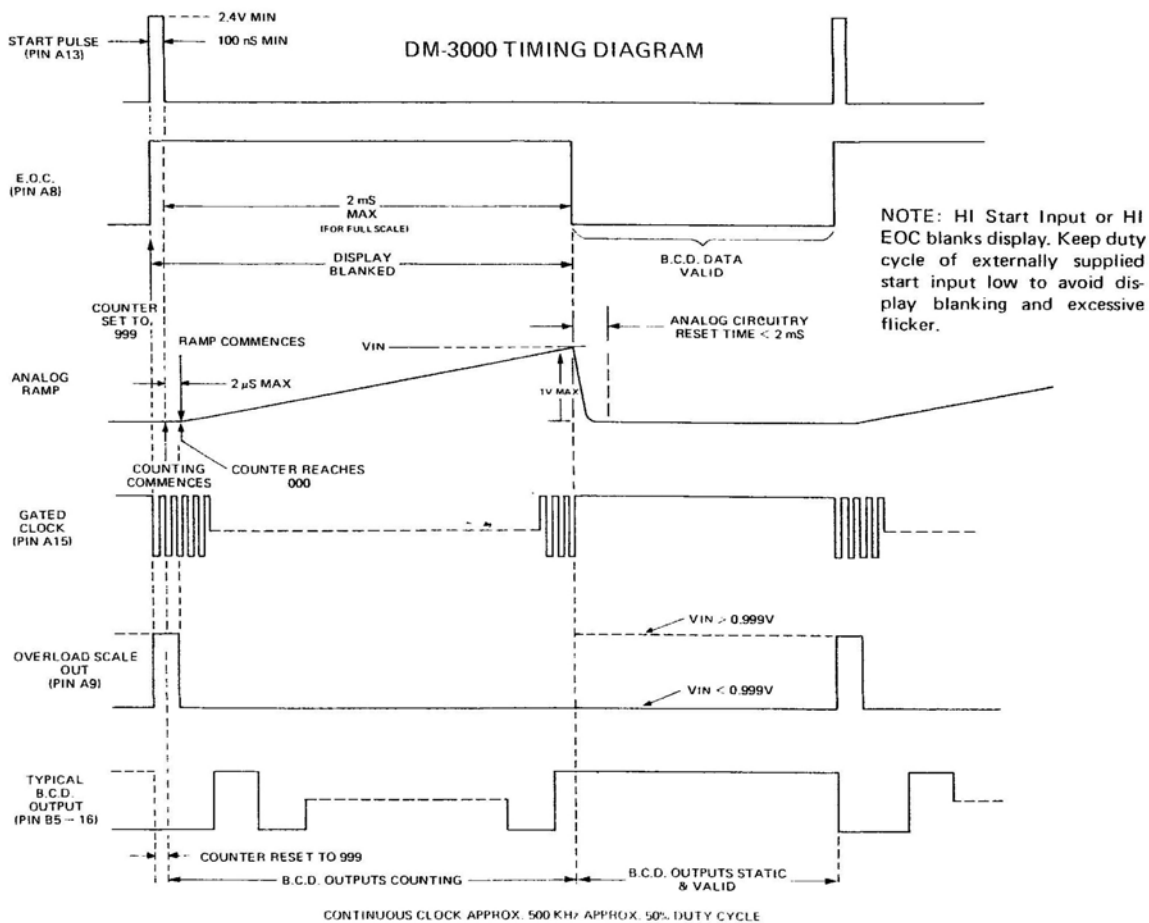 DM-3000 TIMING DIAGRAM
START PULSE
(PIN A13)
2.4V MIN
100 nS MIN
E.O.C.
(PIN A8)
2 mS
MAX
(FOR FULL SCALE)
DISPLAY
BLANKED
B.C.D. DATA
VALID
NOTE: HI Start Input or HI
EOC blanks display. Keep duty
cycle of externally supplied
start input low to avoid dis-
play blanking and excessive
flicker.
COUNTER
SET TO
999
RAMP COMMENCES
VIN
ANALOG CIRCUITRY
RESET TIME < 2 mS
ANALOG
RAMP
2 µS MAX
1V MAX
COUNTING
COMMENCES
COUNTER REACHES
000
GATED
CLOCK
(PIN A15)
VIN > 0.999V
OVERLOAD SCALE
OUT
(PIN A9)
VIN < 0.999V
TYPICAL
B.C.D.
OUTPUT
(PIN B5 – 16)
COUNTER RESET TO 999
B.C.D. OUTPUTS COUNTING
B.C.D. OUTPUTS STATIC
& VALID
CONTINUOUS CLOCK APPROX. 500 KHz APPROX. 50% DUTY CYCLE